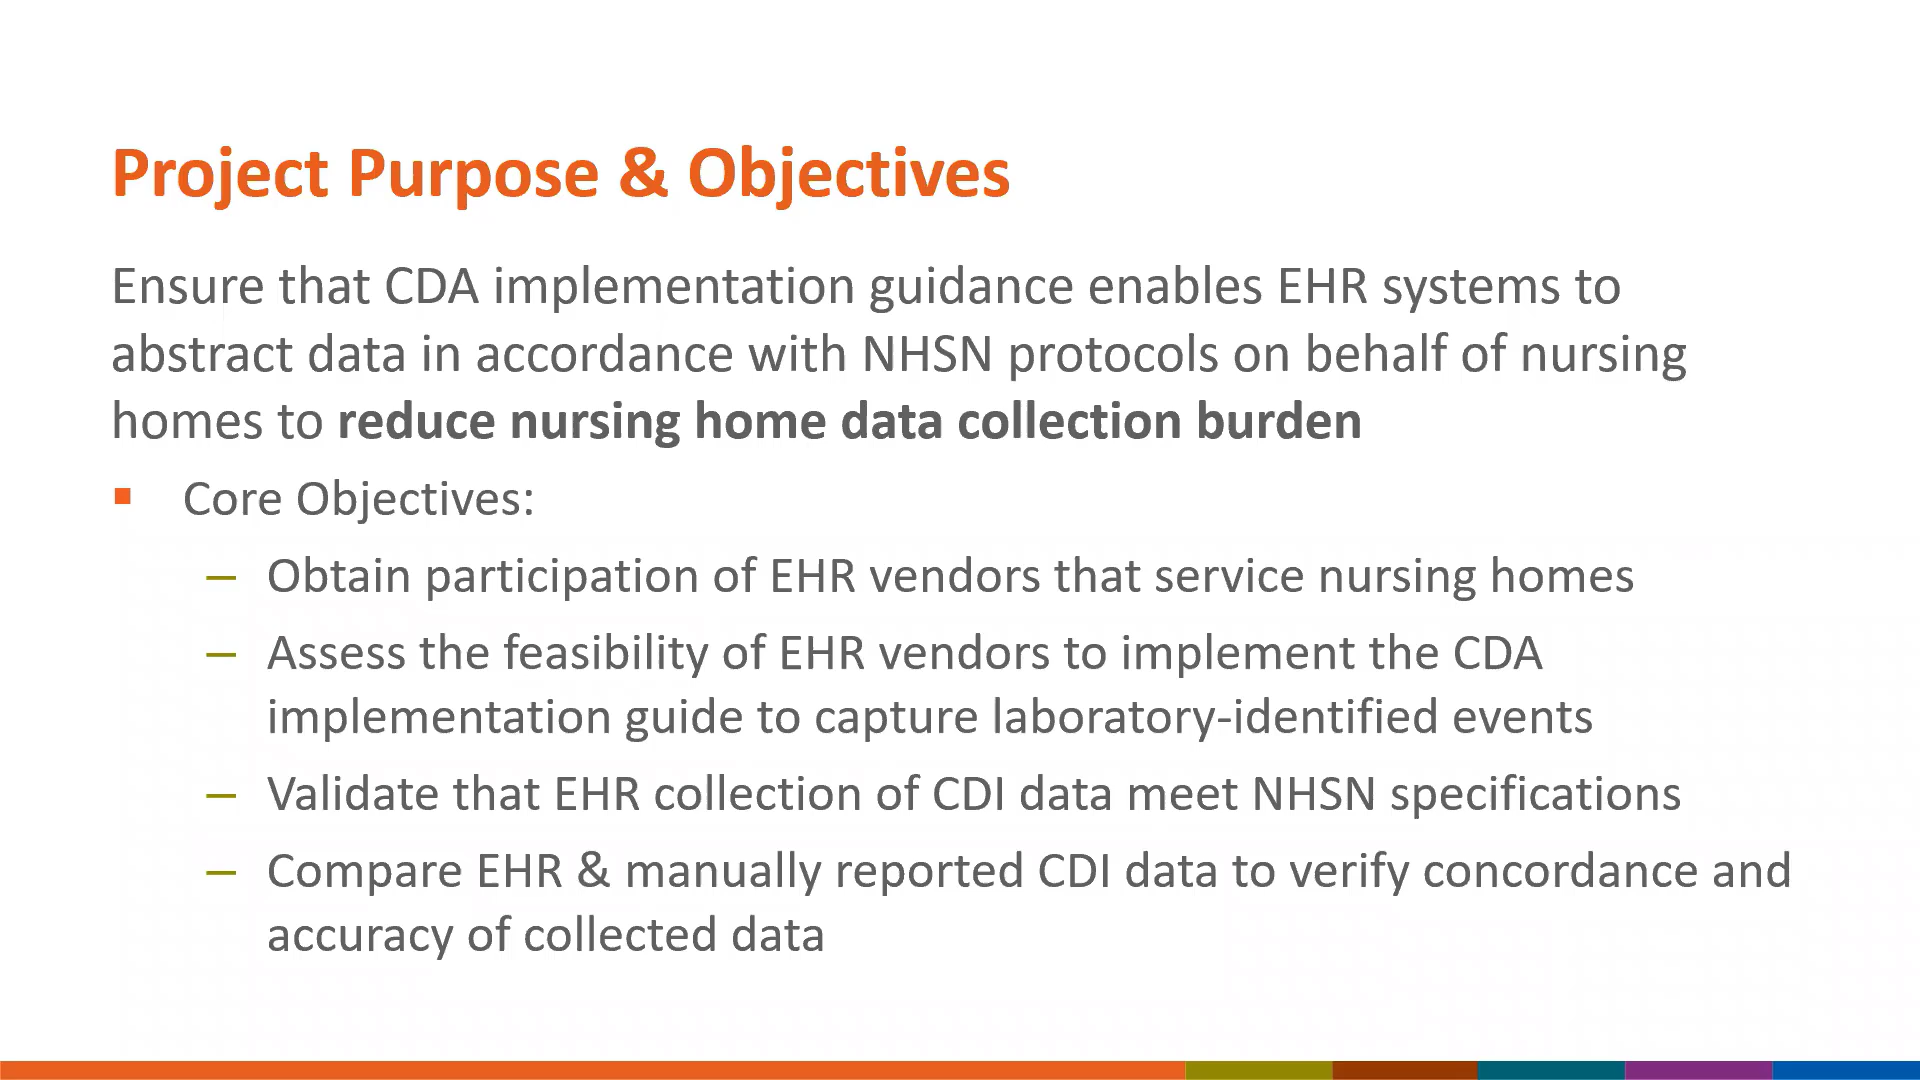 Project Purpose & Objectives
Ensure that CDA implementation guidance enables EHR systems to
abstract data in accordance with NHSN protocols on behalf of nursing
homes to reduce nursing home data collection burden
▪ Core Objectives:
– Obtain participation of EHR vendors that service nursing homes
– Assess the feasibility of EHR vendors to implement the CDA
implementation guide to capture laboratory-identified events
– Validate that EHR collection of CDI data meet NHSN specifications
– Compare EHR & manually reported CDI data to verify concordance and
accuracy of collected data